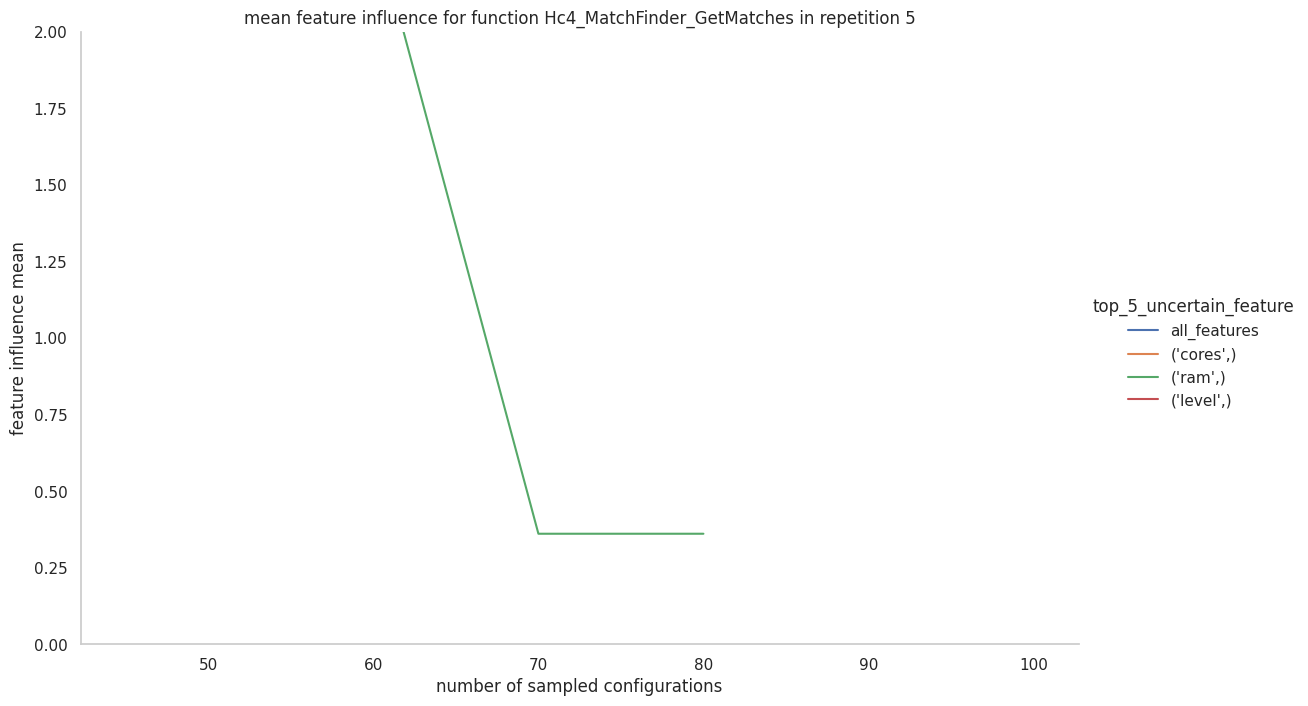 mean feature influence for function Hc4_MatchFinder_GetMatches in repetition 5
2.00
1.75
1.50
1.25
1.00
0.75
0.50
0.25
0.00
feature influence mean
50 60 70 80 90 100
number of sampled configurations
top_5_uncertain_feature
all_features
('cores',)
('ram',)
('level',)